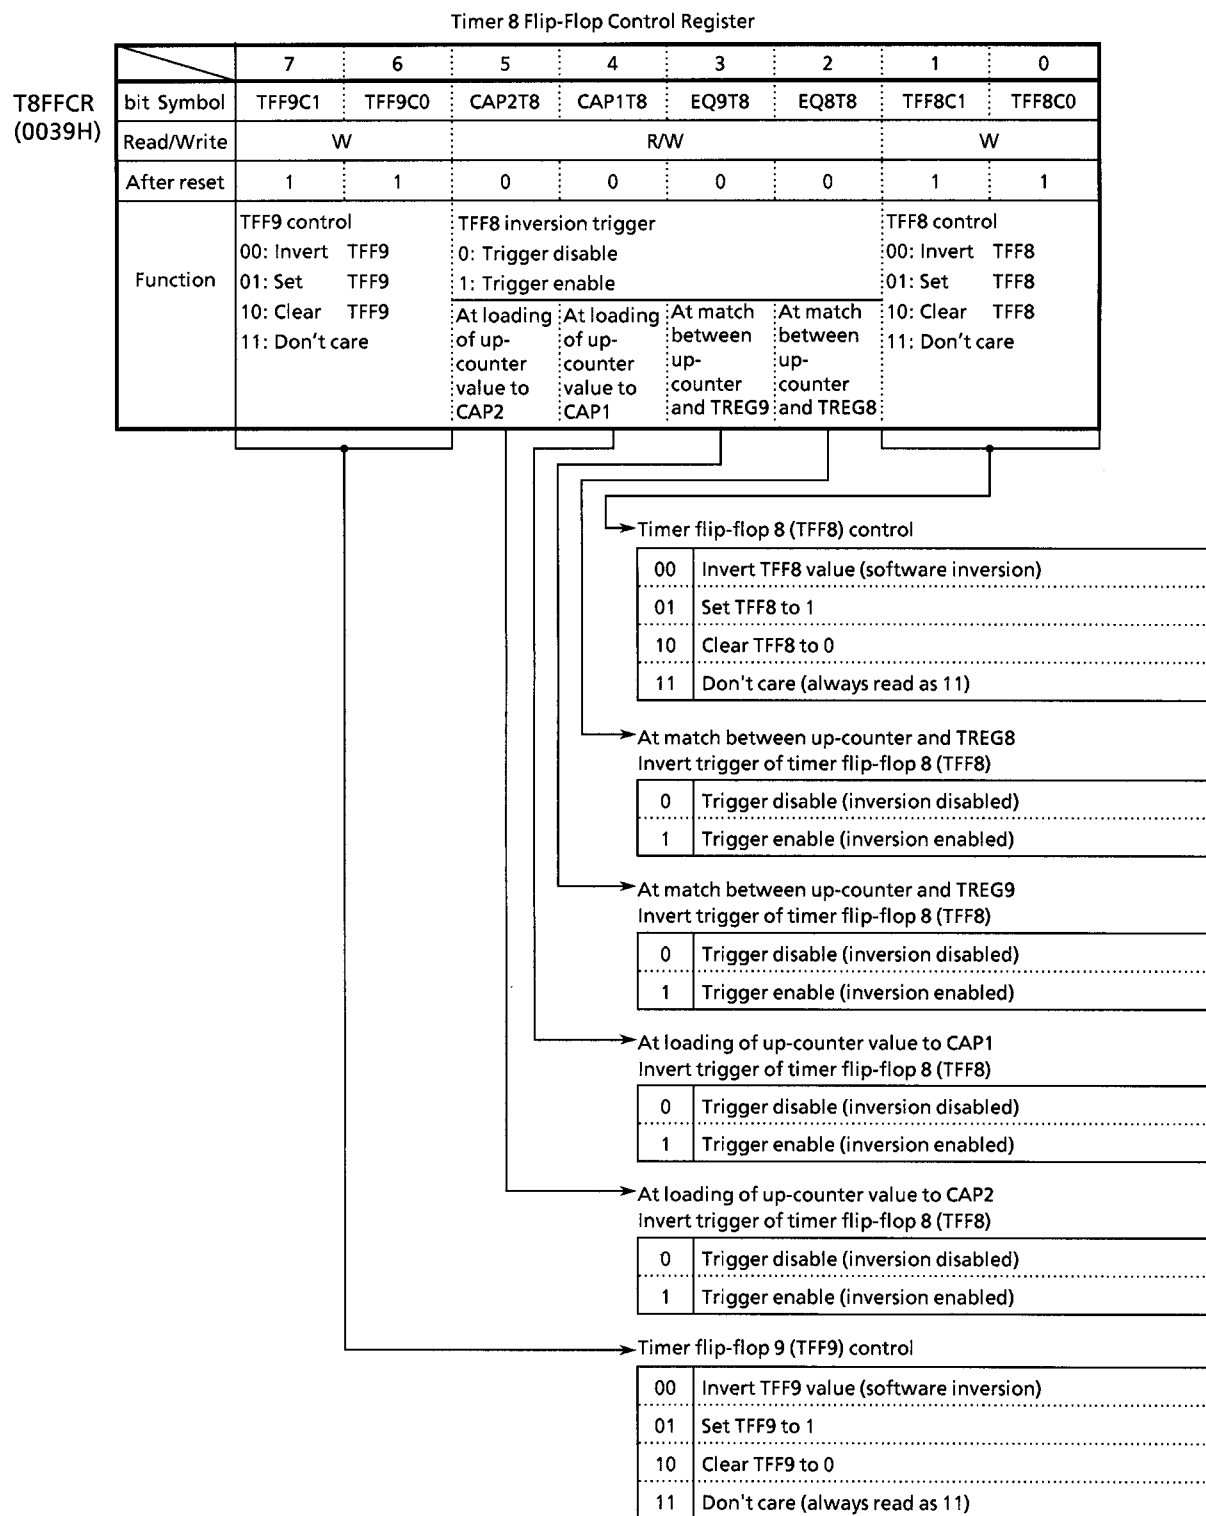 Timer 8 Flip-Flop Control Register
T8FFCR
(0039H)
7 6 5 4 3 2 1 0
bit Symbol TFF9C1 TFF9C0 CAP2T8 CAP1T8 EQ9T8 EQ8T8 TFF8C1 TFF8C0
Read/Write W R/W W
After reset 1 1 0 0 0 0 1 1
Function
TFF9 control
00: Invert TFF9
01: Set TFF9
10: Clear TFF9
11: Don't care
TFF8 inversion trigger
0: Trigger disable
1: Trigger enable
At loading
of up-
counter
value to
CAP2
At loading
of up-
counter
value to
CAP1
At match
between
up-
counter
and TREG9
At match
between
up-
counter
and TREG8
TFF8 control
00: Invert TFF8
01: Set TFF8
10: Clear TFF8
11: Don't care
Timer flip-flop 8 (TFF8) control
00 Invert TFF8 value (software inversion)
01 Set TFF8 to 1
10 Clear TFF8 to 0
11 Don't care (always read as 11)
At match between up-counter and TREG8
Invert trigger of timer flip-flop 8 (TFF8)
0 Trigger disable (inversion disabled)
1 Trigger enable (inversion enabled)
At match between up-counter and TREG9
Invert trigger of timer flip-flop 8 (TFF8)
0 Trigger disable (inversion disabled)
1 Trigger enable (inversion enabled)
At loading of up-counter value to CAP1
Invert trigger of timer flip-flop 8 (TFF8)
0 Trigger disable (inversion disabled)
1 Trigger enable (inversion enabled)
At loading of up-counter value to CAP2
Invert trigger of timer flip-flop 8 (TFF8)
0 Trigger disable (inversion disabled)
1 Trigger enable (inversion enabled)
Timer flip-flop 9 (TFF9) control
00 Invert TFF9 value (software inversion)
01 Set TFF9 to 1
10 Clear TFF9 to 0
11 Don't care (always read as 11)